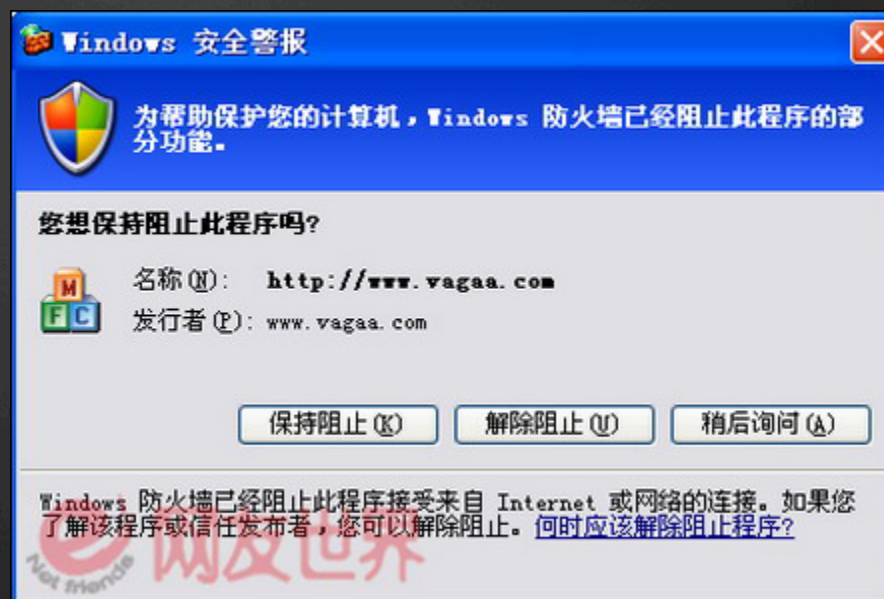 Windows 安全警报
为帮助保护您的计算机，Windows 防火墙已经阻止此程序的部
分功能。
您想保持阻止此程序吗?
M
F C
名称(N): http://www.vagaa.com
发行者(P): www.vagaa.com
保持阻止(K) 解除阻止(U) 稍后询问(A)
Windows 防火墙已经阻止此程序接受来自 Internet 或网络的连接。如果您
了解该程序或信任发布者，您可以解除阻止。何时应该解除阻止程序?
网友世界
Net friends